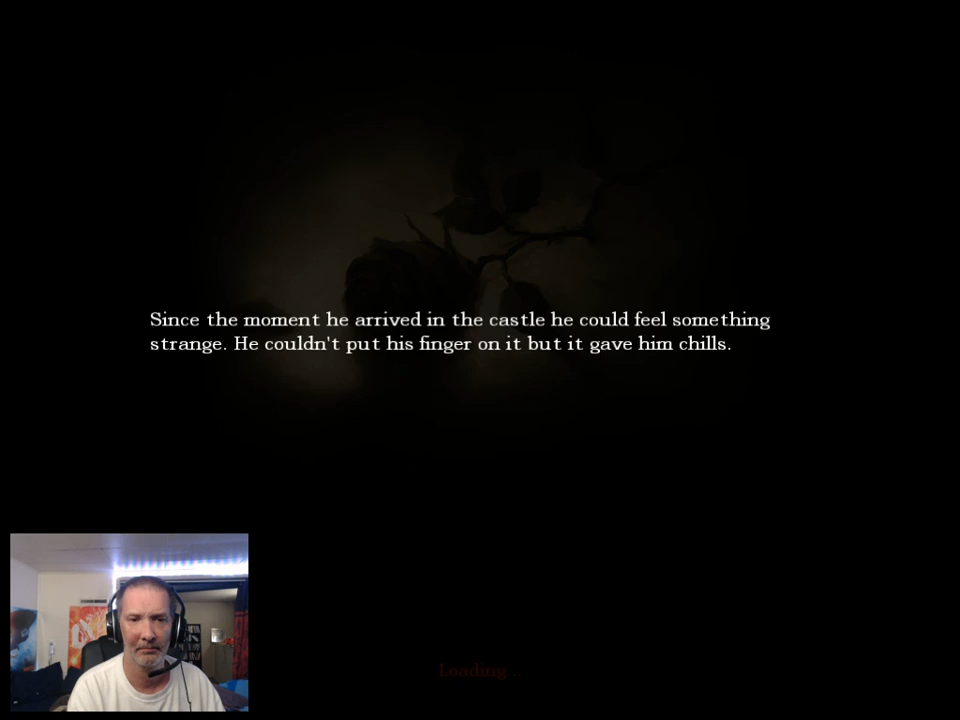 Since the moment he arrived in the castle he could feel something
strange. He couldn't put his finger on it but it gave him chills.
Loading...